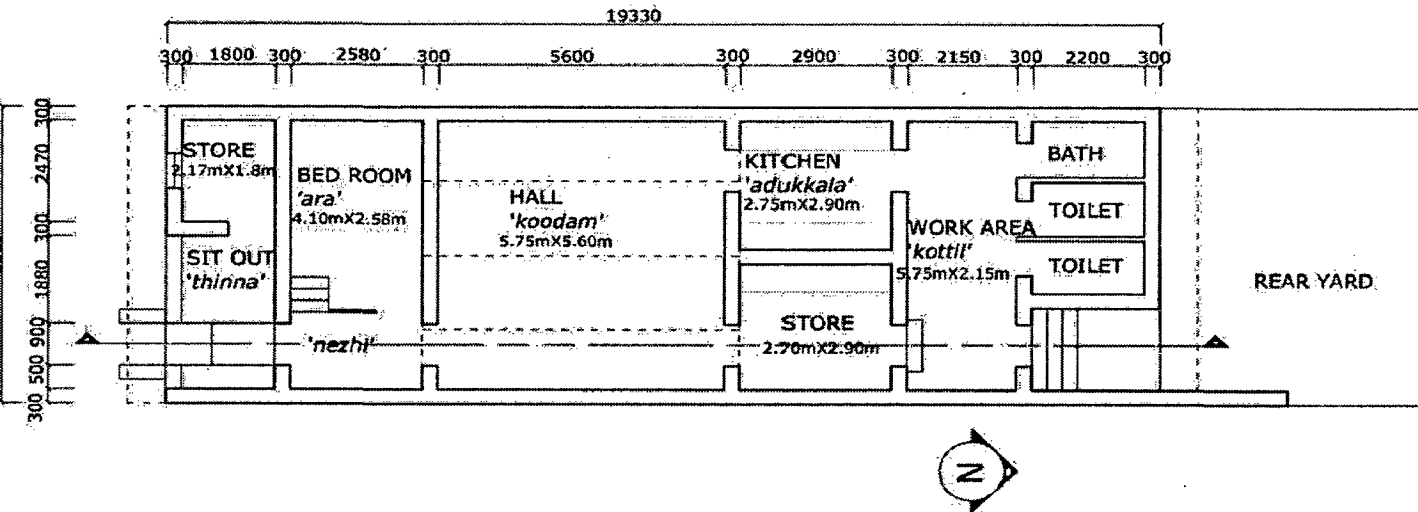 19330
300 1800 300 2580 300 5600 300 2900 300 2150 300 2200 300
300
2470
300
1880
900
500
300
STORE
2.17mX1.8m
BED ROOM
'ara'
4.10mX2.58m
HALL
'koodam'
5.75mX5.60m
KITCHEN
'adukkala'
2.75mX2.90m
WORK AREA
'kottil'
5.75mX2.15m
BATH
TOILET
TOILET
SIT OUT
'thinna'
'nezhi'
STORE
2.70mX2.90m
REAR YARD
N